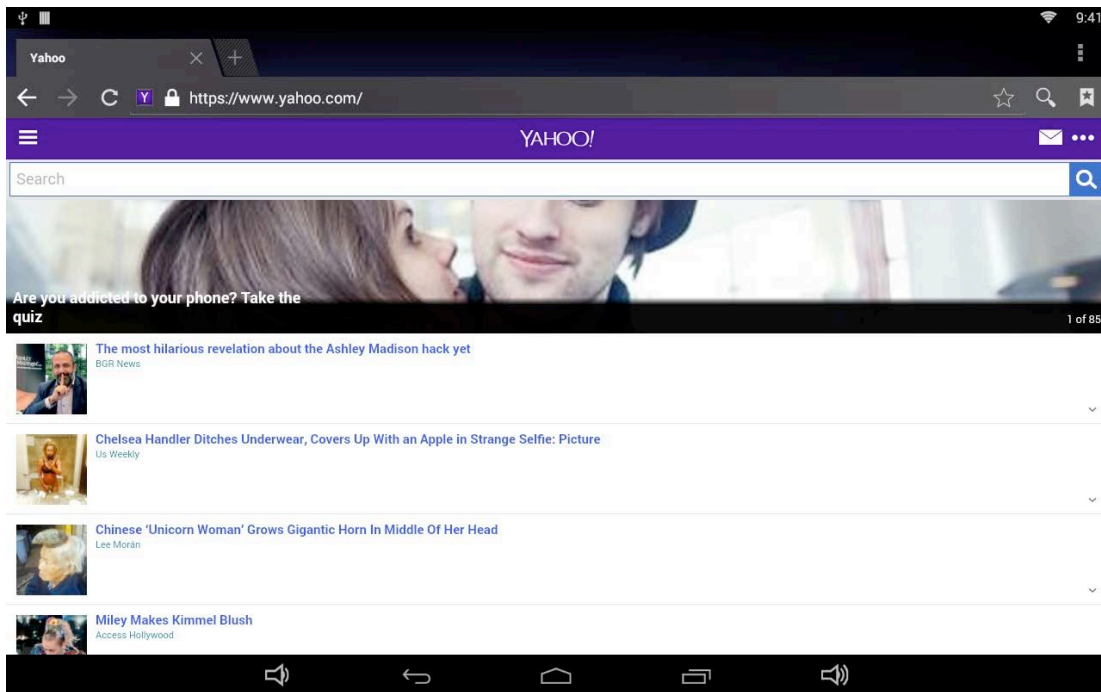 9:41
Yahoo
https://www.yahoo.com/
YAHOO!
Search
Are you addicted to your phone? Take the
quiz
1 of 85
The most hilarious revelation about the Ashley Madison hack yet
BGR News
Chelsea Handler Ditches Underwear, Covers Up With an Apple in Strange Selfie: Picture
Us Weekly
Chinese ‘Unicorn Woman’ Grows Gigantic Horn In Middle Of Her Head
Lee Morán
Miley Makes Kimmel Blush
Access Hollywood